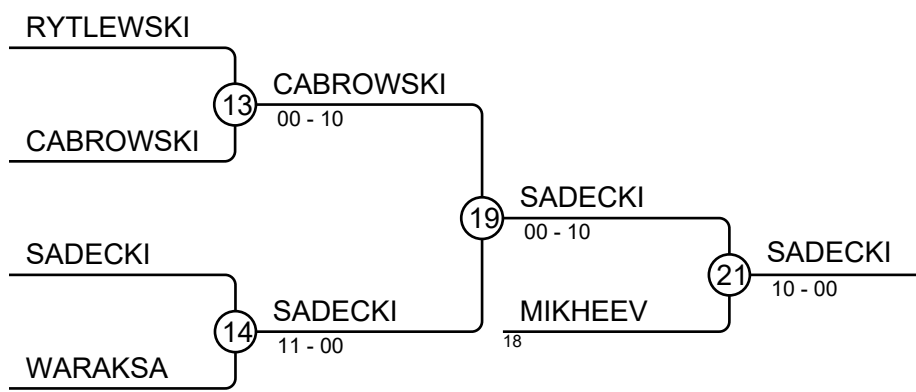 RYTLEWSKI
13
CABROWSKI
00 - 10
CABROWSKI
19
SADECKI
00 - 10
SADECKI
21
SADECKI
10 - 00
14
SADECKI
11 - 00
MIKHEEV
18
WARAKSA